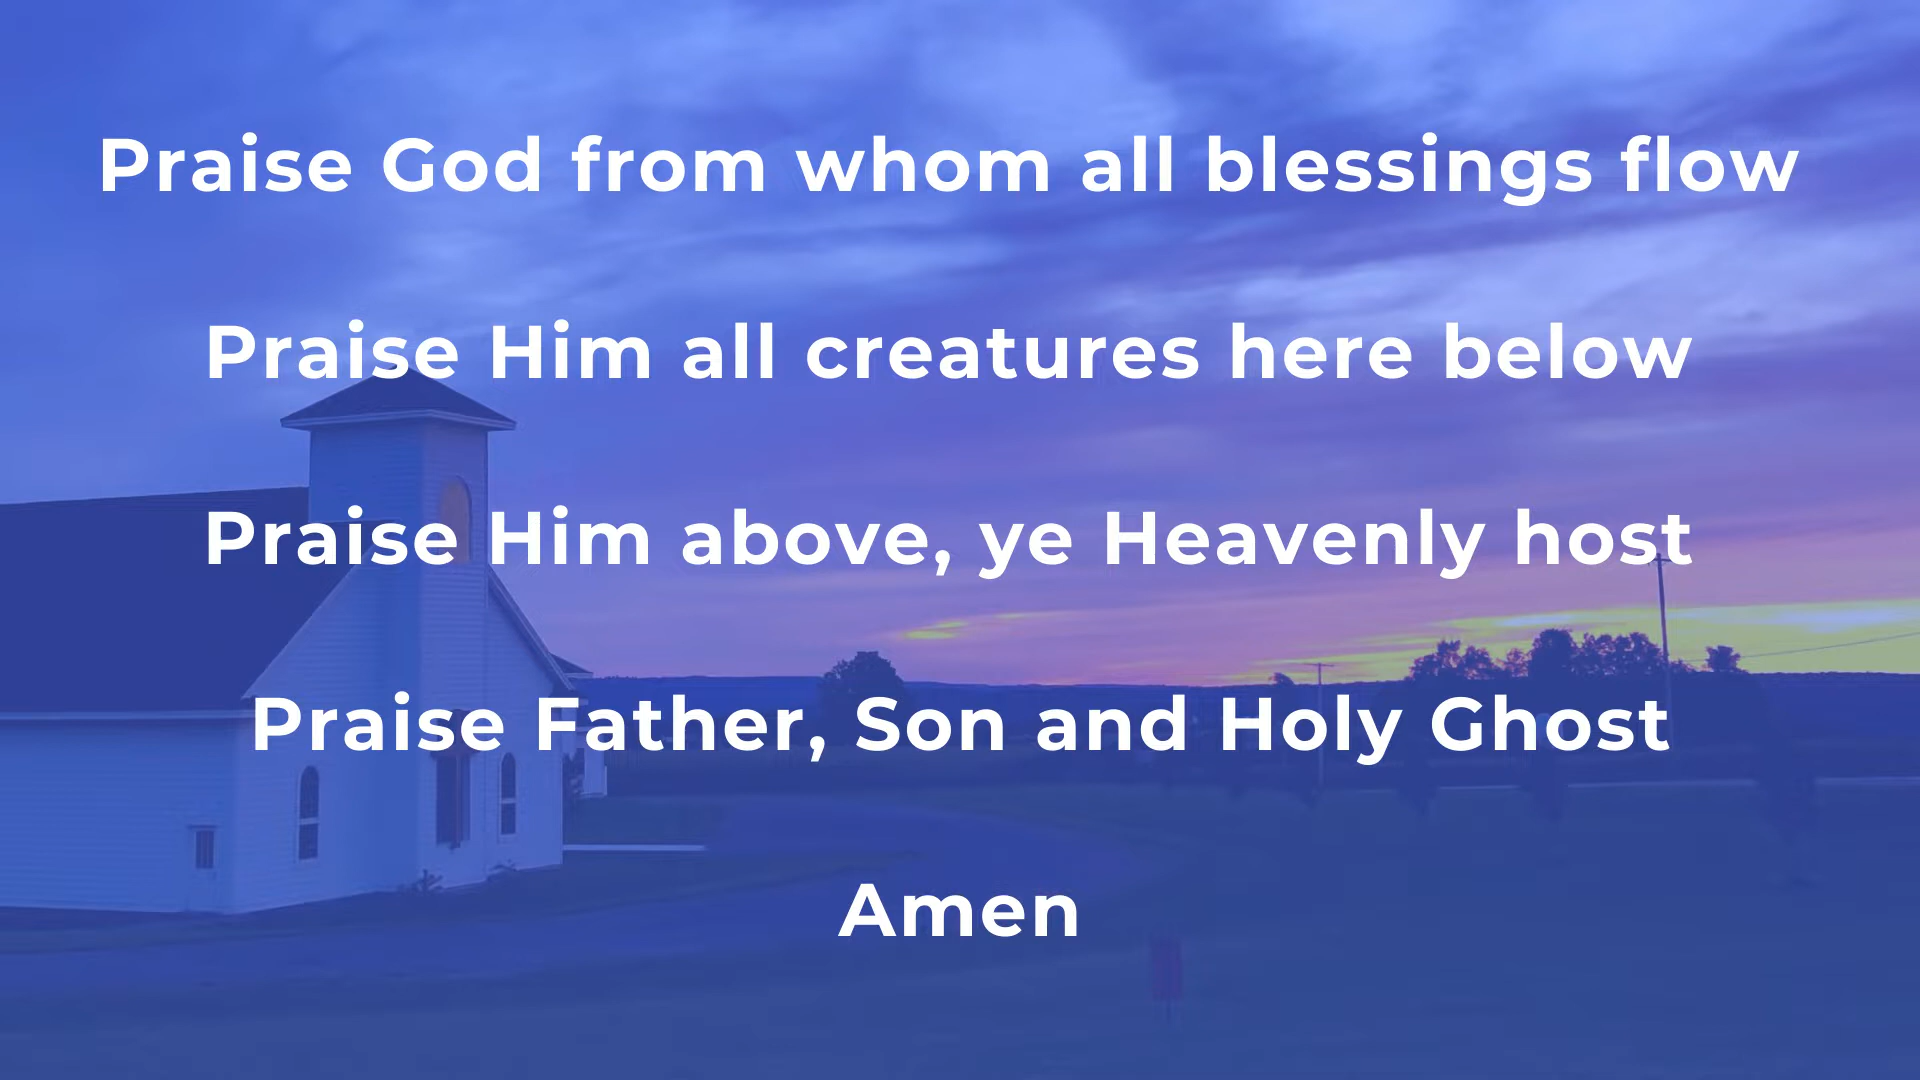 Praise God from whom all blessings flow
Praise Him all creatures here below
Praise Him above, ye Heavenly host
Praise Father, Son and Holy Ghost
Amen